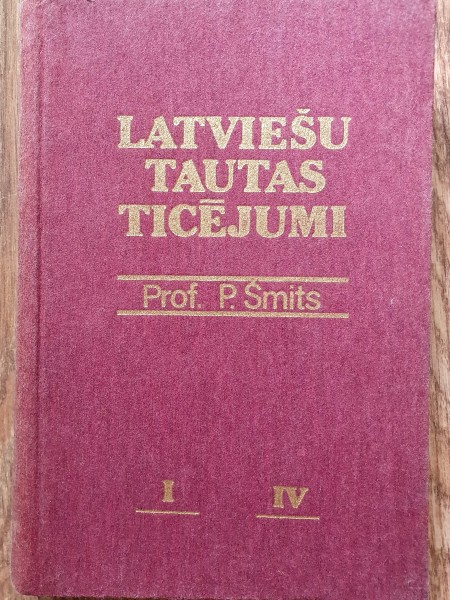 LATVIEŠU
TAUTAS
TICĒJUMI
Prof. P. Šmits
I IV